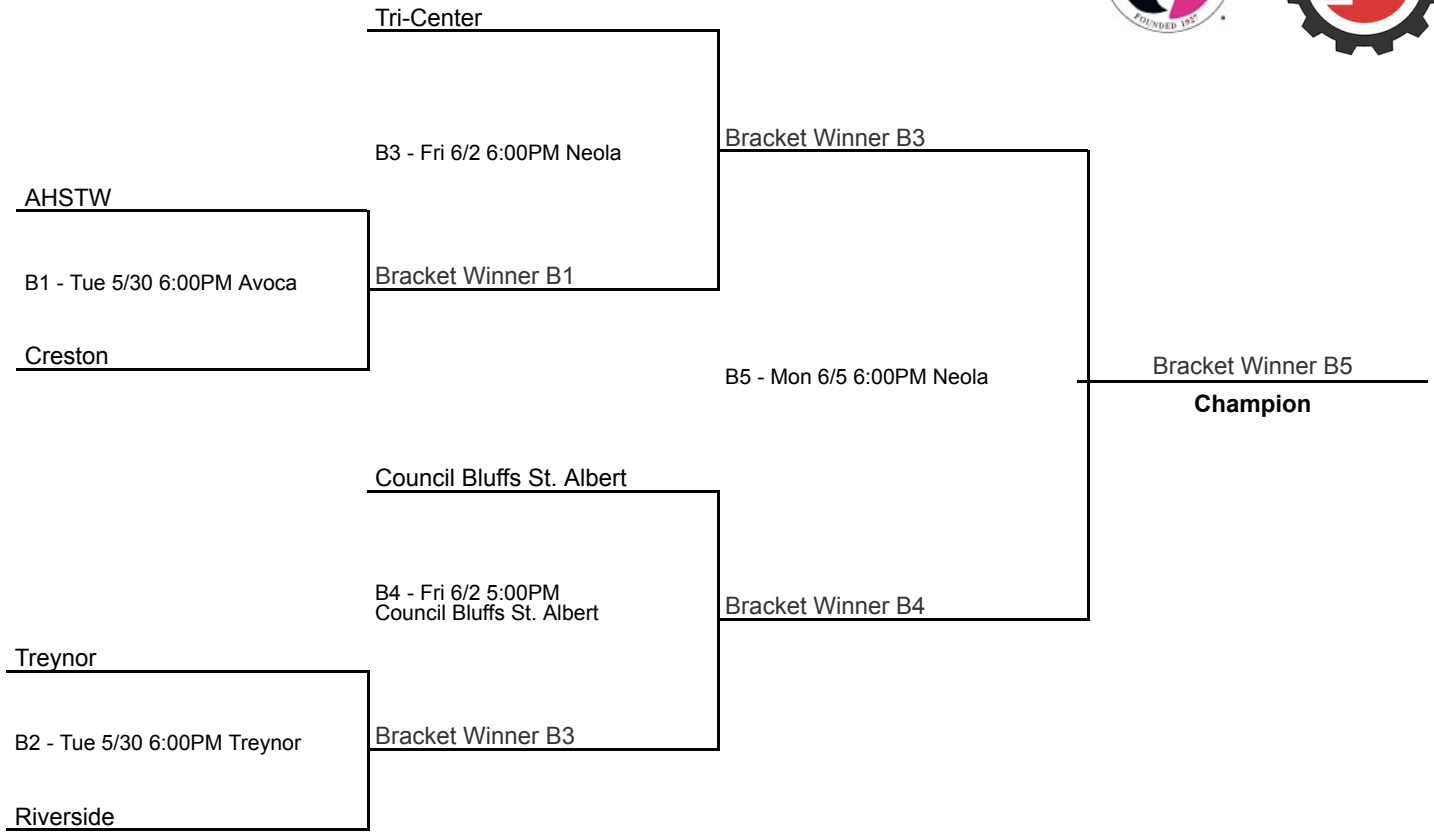 Tri-Center
FOUNDED 1927
B3 - Fri 6/2 6:00PM Neola
Bracket Winner B3
AHSTW
B1 - Tue 5/30 6:00PM Avoca
Bracket Winner B1
Creston
B5 - Mon 6/5 6:00PM Neola
Bracket Winner B5
Champion
Council Bluffs St. Albert
B4 - Fri 6/2 5:00PM
Council Bluffs St. Albert
Bracket Winner B4
Treynor
B2 - Tue 5/30 6:00PM Treynor
Bracket Winner B3
Riverside